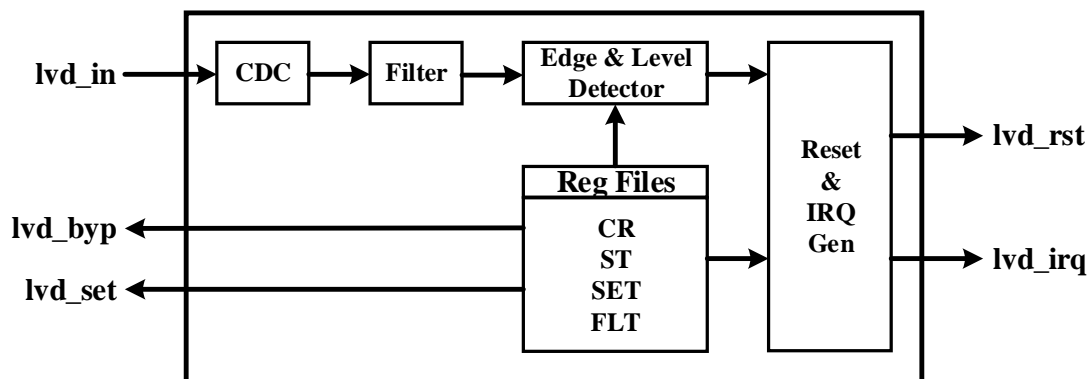 lvd_in
CDC
Filter
Edge & Level
Detector
Reg Files
CR
ST
SET
FLT
Reset
&
IRQ
Gen
lvd_rst
lvd_irq
lvd_byp
lvd_set